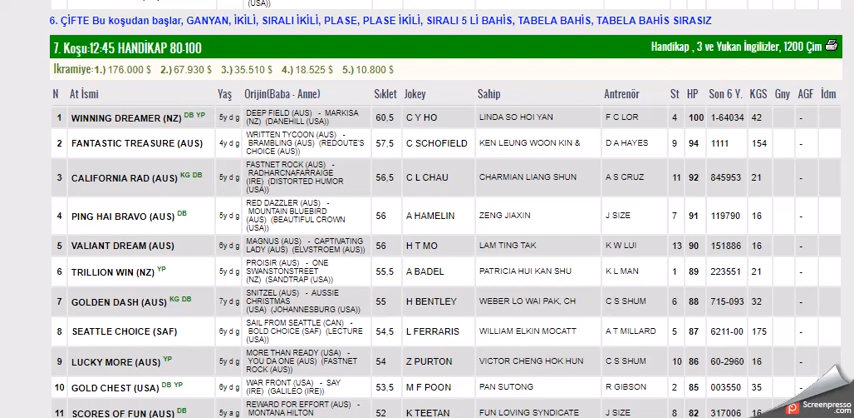 (USA))
6. ÇİFTE Bu koşudan başlar, GANYAN, İKİLİ, SIRALI İKİLİ, PLASE, PLASE İKİLİ, SIRALI 5 Lİ BAHİS, TABELA BAHİS, TABELA BAHİS SIRASIZ
7. Koşu:12:45 HANDİKAP 80-100 Handikap , 3 ve Yukarı İngilizler, 1200 Çim
İkramiye:1.) 176.000 $ 2.) 67.930 $ 3.) 35.510 $ 4.) 18.525 $ 5.) 10.800 $
N At İsmi Yaş Orijin(Baba - Anne) Sıklet Jokey Sahip Antrenör St HP Son 6 Y. KGS Gny AGF İdm
1 WINNING DREAMER (NZ) DB YP 5y d g DEEP FIELD (AUS) - MARKISA (NZ) (DANEHILL (USA)) 60,5 C Y HO LINDA SO HOI YAN F C LOR 4 100 1-64034 42 -
2 FANTASTIC TREASURE (AUS) 4y d g WRITTEN TYCOON (AUS) - BRAMBLING (AUS) (REDOUTE'S CHOICE (AUS)) 57,5 C SCHOFIELD KEN LEUNG WOON KIN & D A HAYES 9 94 1111 154 -
3 CALIFORNIA RAD (AUS) KG DB 5y d g FASTNET ROCK (AUS) - RADHARCNAFARRAIGE (IRE) (DISTORTED HUMOR (USA)) 56,5 C L CHAU CHARMIAN LIANG SHUN A S CRUZ 11 92 845953 21 -
4 PING HAI BRAVO (AUS) DB 5y d g RED DAZZLER (AUS) - MOUNTAIN BLUEBIRD (AUS) (BEAUTIFUL CROWN (USA)) 56 A HAMELIN ZENG JIAXIN J SIZE 7 91 119790 16 -
5 VALIANT DREAM (AUS) 6y d g MAGNUS (AUS) - CAPTIVATING LADY (AUS) (ELVSTROEM (AUS)) 56 H T MO LAM TING TAK K W LUI 13 90 151886 16 -
6 TRILLION WIN (NZ) YP 5y d g PROISIR (AUS) - ONE SWANSTONSTREET (NZ) (SANDTRAP (USA)) 55,5 A BADEL PATRICIA HUI KAN SHU K L MAN 1 89 223551 21 -
7 GOLDEN DASH (AUS) KG DB 7y d g SNITZEL (AUS) - AUSSIE CHRISTMAS (USA) (JOHANNESBURG (USA)) 55 H BENTLEY WEBER LO WAI PAK, CH C S SHUM 6 88 715-093 32 -
8 SEATTLE CHOICE (SAF) 6y d g SAIL FROM SEATTLE (CAN) - BOLD CHOICE (SAF) (LECTURE (USA)) 54,5 L FERRARIS WILLIAM ELKIN MOCATT A T MILLARD 5 87 6211-00 175 -
9 LUCKY MORE (AUS) YP 5y d g MORE THAN READY (USA) - YOU DA ONE (AUS) (FASTNET ROCK (AUS)) 54 Z PURTON VICTOR CHENG HOK HUN C S SHUM 10 86 60-2960 16 -
10 GOLD CHEST (USA) DB YP 6y d g WAR FRONT (USA) - SAY (IRE) (GALILEO (IRE)) 53,5 M F POON PAN SUTONG R GIBSON 2 85 003550 35 -
11 SCORES OF FUN (AUS) DB 5y a g REWARD FOR EFFORT (AUS) - MONTANA HILTON 52 K TEETAN FUN LOVING SYNDICATE J SIZE 82 317006 16
Screenpresso